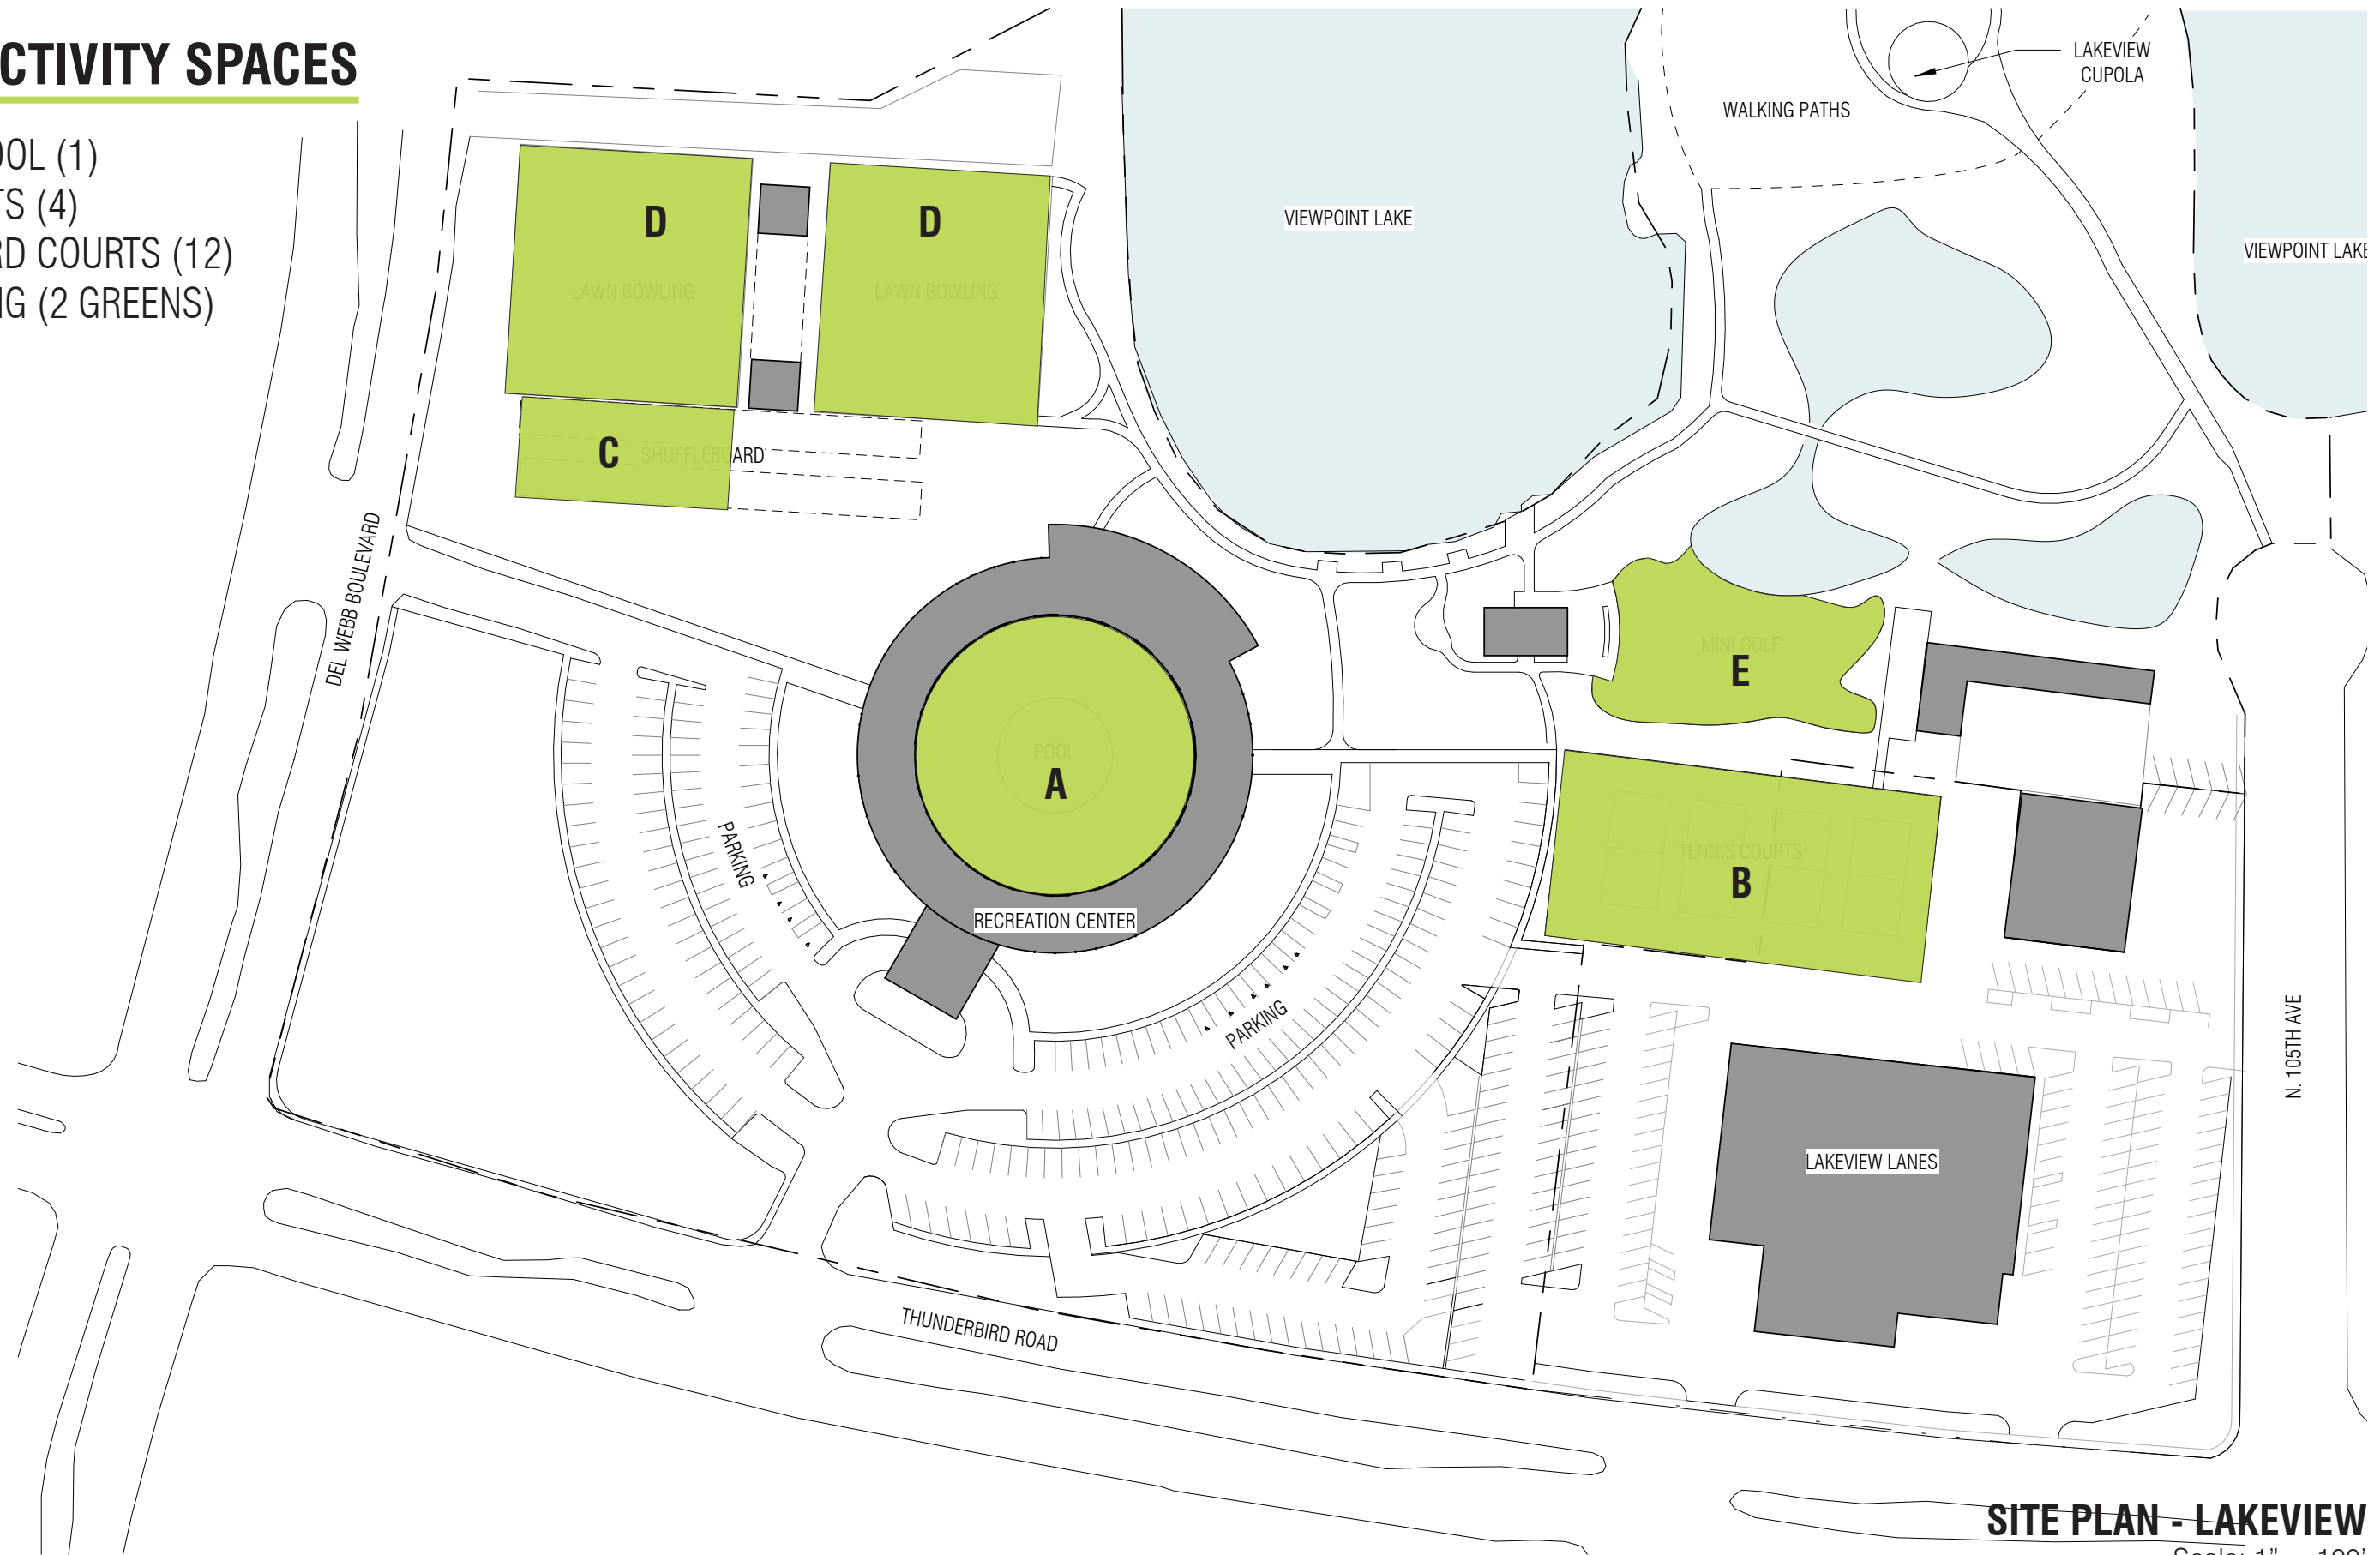 CTIVITY SPACES
OOL (1)
TS (4)
RD COURTS (12)
NG (2 GREENS)
LAKEVIEW
CUPOLA
WALKING PATHS
VIEWPOINT LAKE
VIEWPOINT LAKE
D
D
LAWN BOWLING
LAWN BOWLING
C
SHUFFLEBOARD
DEL WEBB BOULEVARD
MINI GOLF
E
POOL
A
PARKING
TENNIS COURTS
B
RECREATION CENTER
PARKING
N. 105TH AVE
LAKEVIEW LANES
THUNDERBIRD ROAD
SITE PLAN - LAKEVIEW